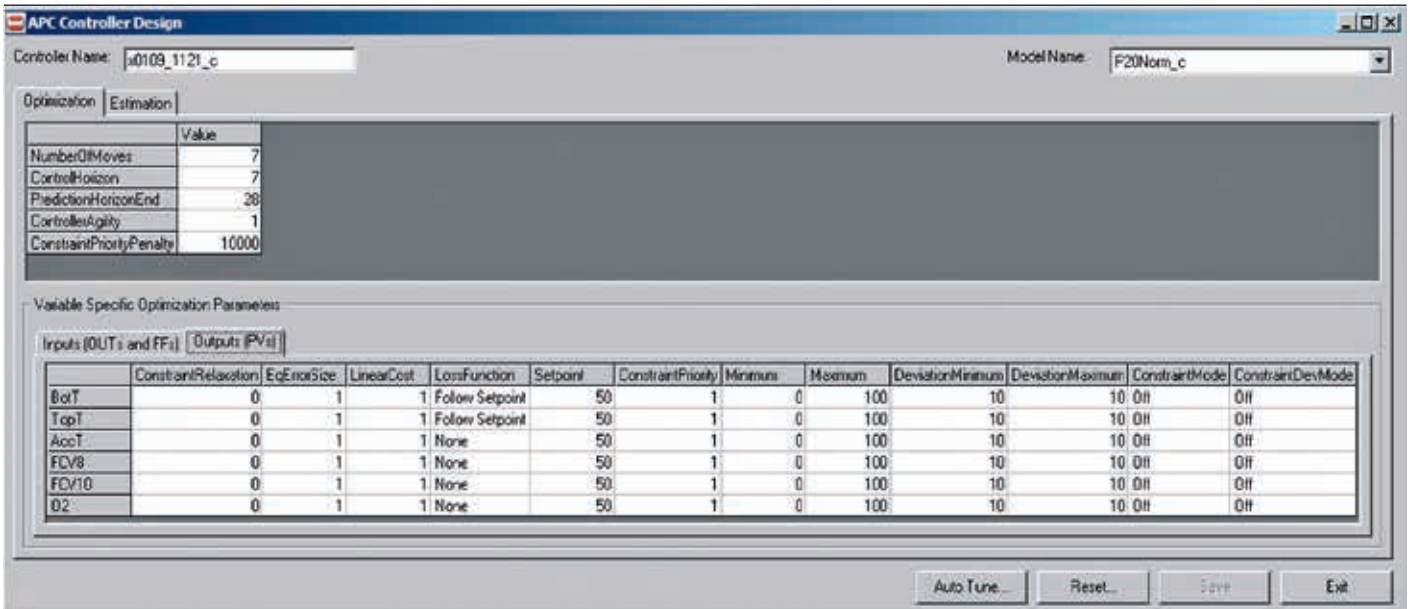 APC Controller Design
Controller Name: x0109_1121_c Model Name: P20Norm_c
Optimization Estimation
Value
NumberOfMoves 7
ControlHorizon 7
PredictionHorizonEnd 28
ControllerAgility 1
ConstraintPriorityPenalty 10000
Variable Specific Optimization Parameters
Inputs (OUTs and FFs) Outputs (PVs)
ConstraintRelaxation EqErrorSize LinearCost LossFunction Setpoint ConstraintPriority Minimum Maximum DeviationMinimum DeviationMaximum ConstraintMode ConstraintDevMode
BotT 0 1 1 Follow Setpoint 50 1 0 100 10 10 Off Off
TopT 0 1 1 Follow Setpoint 50 1 0 100 10 10 Off Off
AccT 0 1 1 None 50 1 0 100 10 10 Off Off
FCV8 0 1 1 None 50 1 0 100 10 10 Off Off
FCV10 0 1 1 None 50 1 0 100 10 10 Off Off
O2 0 1 1 None 50 1 0 100 10 10 Off Off
Auto Tune... Reset... Save Exit